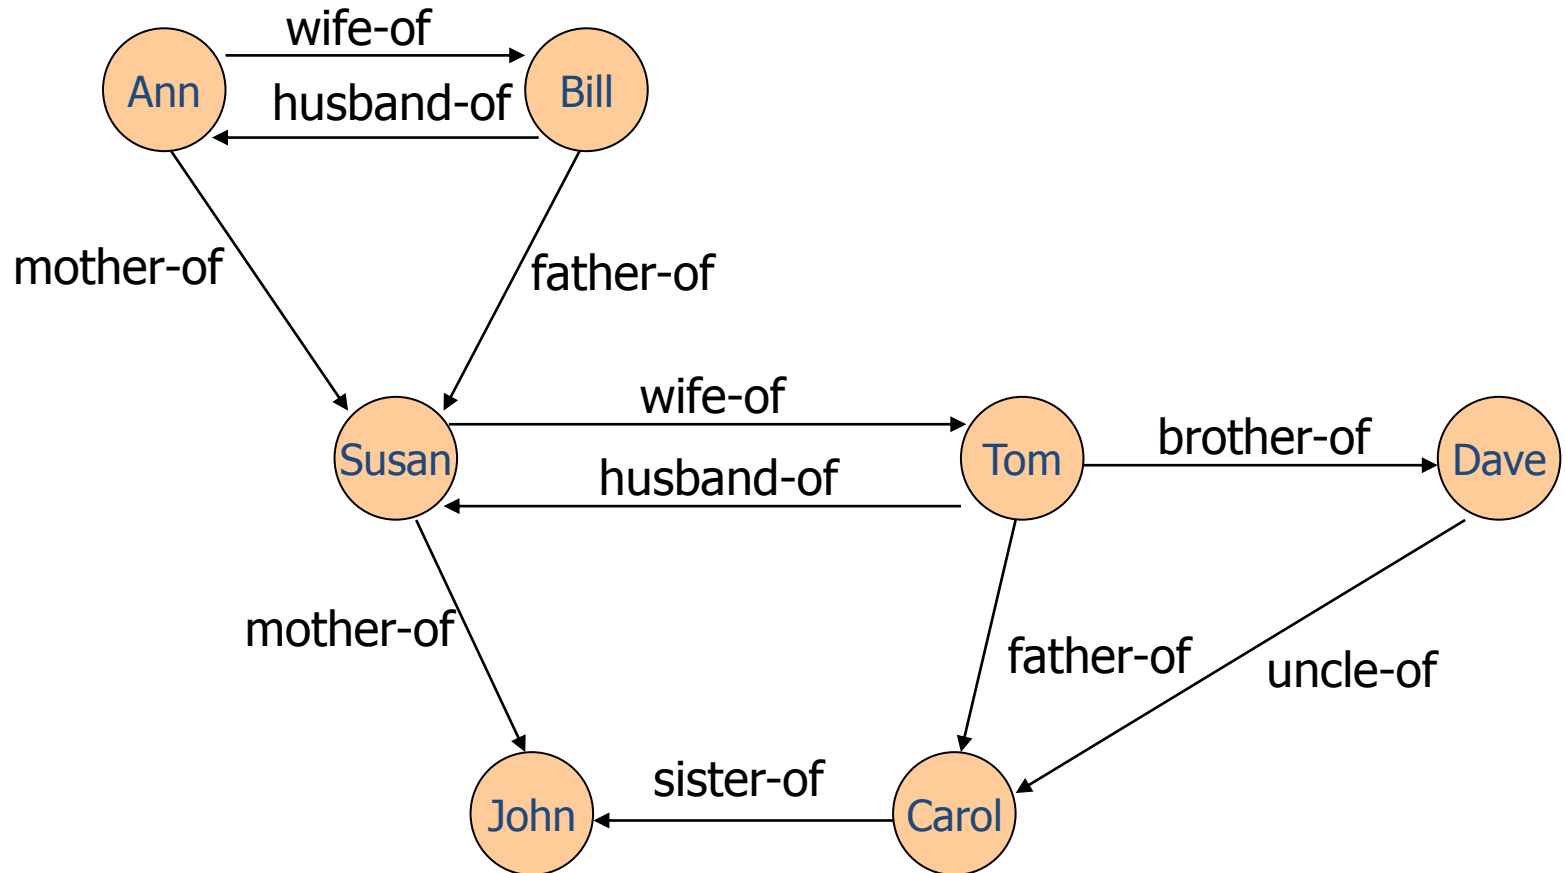 wife-of
Ann
Bill
husband-of
mother-of
father-of
wife-of
Susan
Tom
brother-of
Dave
husband-of
mother-of
father-of
uncle-of
John
sister-of
Carol